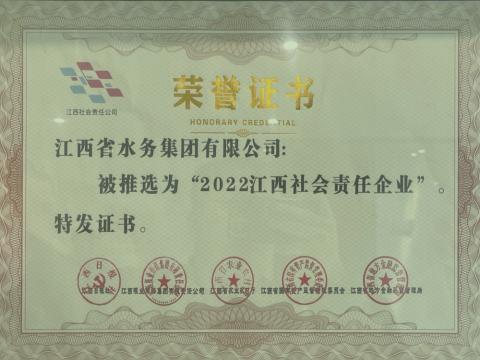 江西社会责任公司
荣誉证书
HONORARY CREDENTIAL
江西省水务集团有限公司:
被推选为“2022江西社会责任企业”。
特发证书。